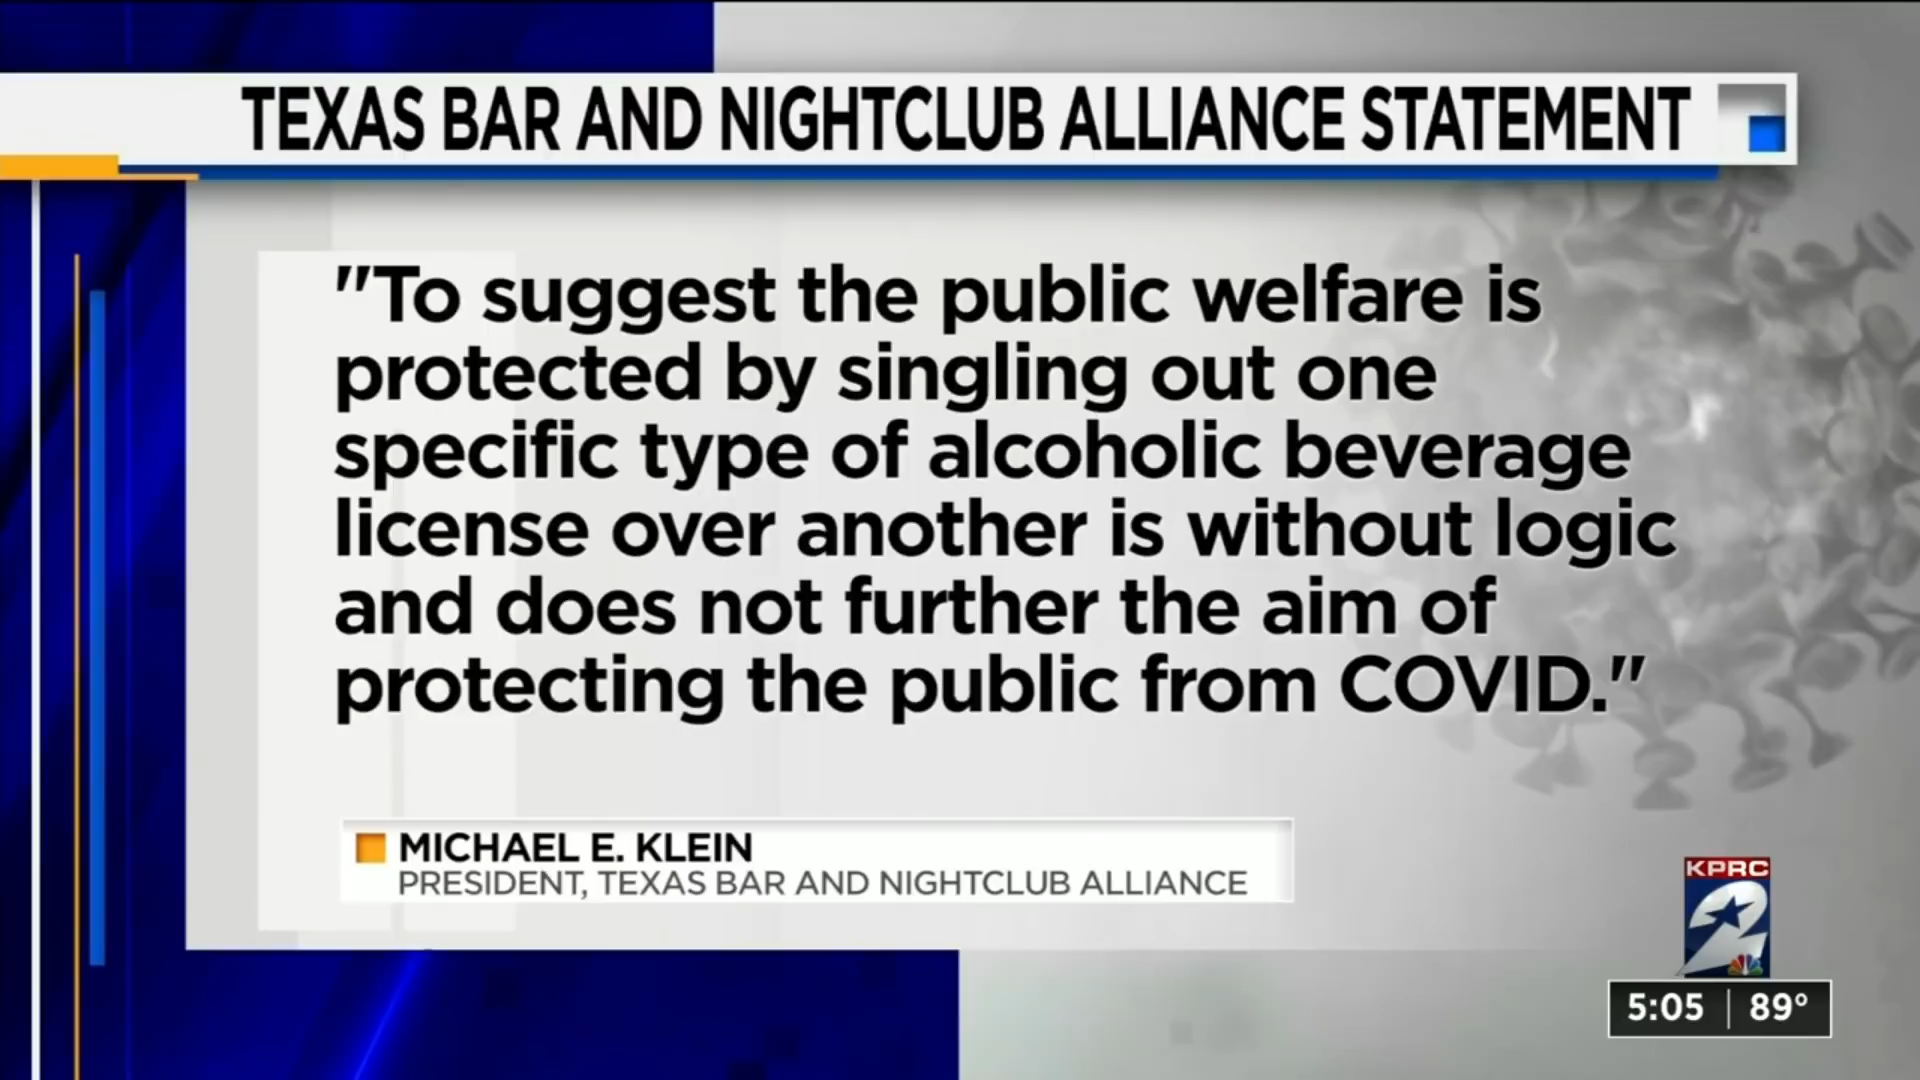 TEXAS BAR AND NIGHTCLUB ALLIANCE STATEMENT
"To suggest the public welfare is
protected by singling out one
specific type of alcoholic beverage
license over another is without logic
and does not further the aim of
protecting the public from COVID."
MICHAEL E. KLEIN
PRESIDENT, TEXAS BAR AND NIGHTCLUB ALLIANCE
KPRC
2
5:05 | 89°